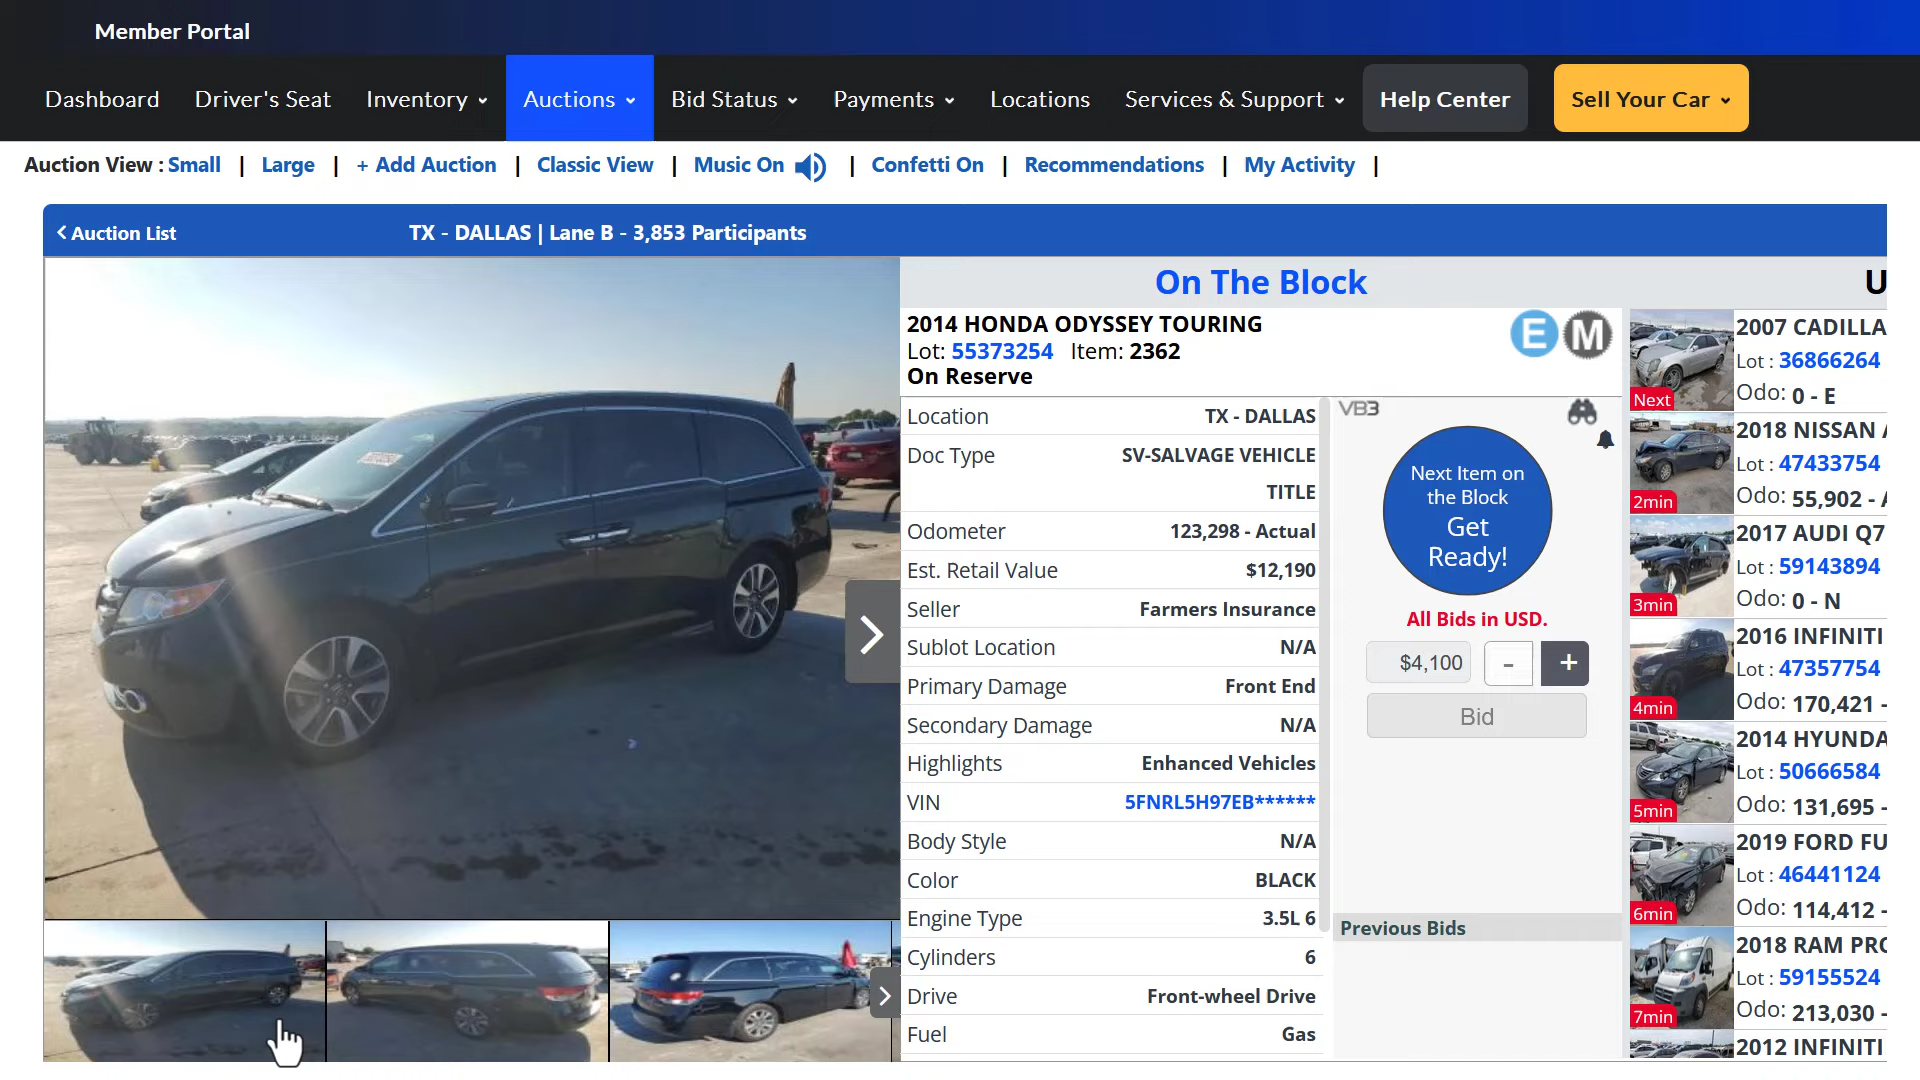 Member Portal
Dashboard Driver's Seat Inventory Auctions Bid Status Payments Locations Services & Support Help Center Sell Your Car
Auction View : Small | Large | + Add Auction | Classic View | Music On | Confetti On | Recommendations | My Activity |
Auction List
TX - DALLAS | Lane B - 3,853 Participants
On The Block
U
2014 HONDA ODYSSEY TOURING
Lot: 55373254 Item: 2362
On Reserve
E M
Location TX - DALLAS
Doc Type SV-SALVAGE VEHICLE
TITLE
Odometer 123,298 - Actual
Est. Retail Value $12,190
Seller Farmers Insurance
Sublot Location N/A
Primary Damage Front End
Secondary Damage N/A
Highlights Enhanced Vehicles
VIN 5FNRL5H97EB******
Body Style N/A
Color BLACK
Engine Type 3.5L 6
Cylinders 6
Drive Front-wheel Drive
Fuel Gas
VB3
Next Item on
the Block
Get
Ready!
All Bids in USD.
$4,100 - +
Bid
Previous Bids
2007 CADILLA
Lot : 36866264
Odo: 0 - E
Next
2018 NISSAN A
Lot : 47433754
Odo: 55,902 - A
2min
2017 AUDI Q7
Lot : 59143894
Odo: 0 - N
3min
2016 INFINITI
Lot : 47357754
Odo: 170,421 -
4min
2014 HYUNDA
Lot : 50666584
Odo: 131,695 -
5min
2019 FORD FU
Lot : 46441124
Odo: 114,412 -
6min
2018 RAM PRO
Lot : 59155524
Odo: 213,030 -
7min
2012 INFINITI